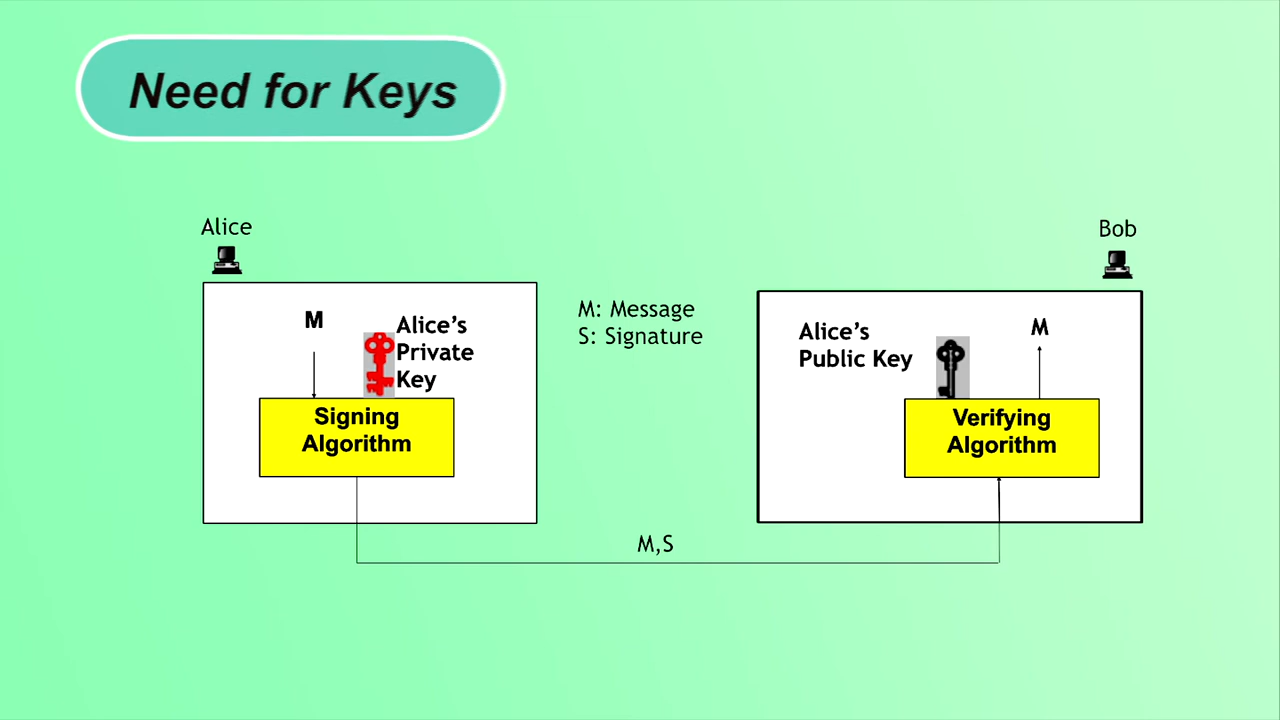 Need for Keys
Alice
Bob
M
Alice's
Private
Key
Signing
Algorithm
M: Message
S: Signature
Alice's
Public Key
M
Verifying
Algorithm
M,S